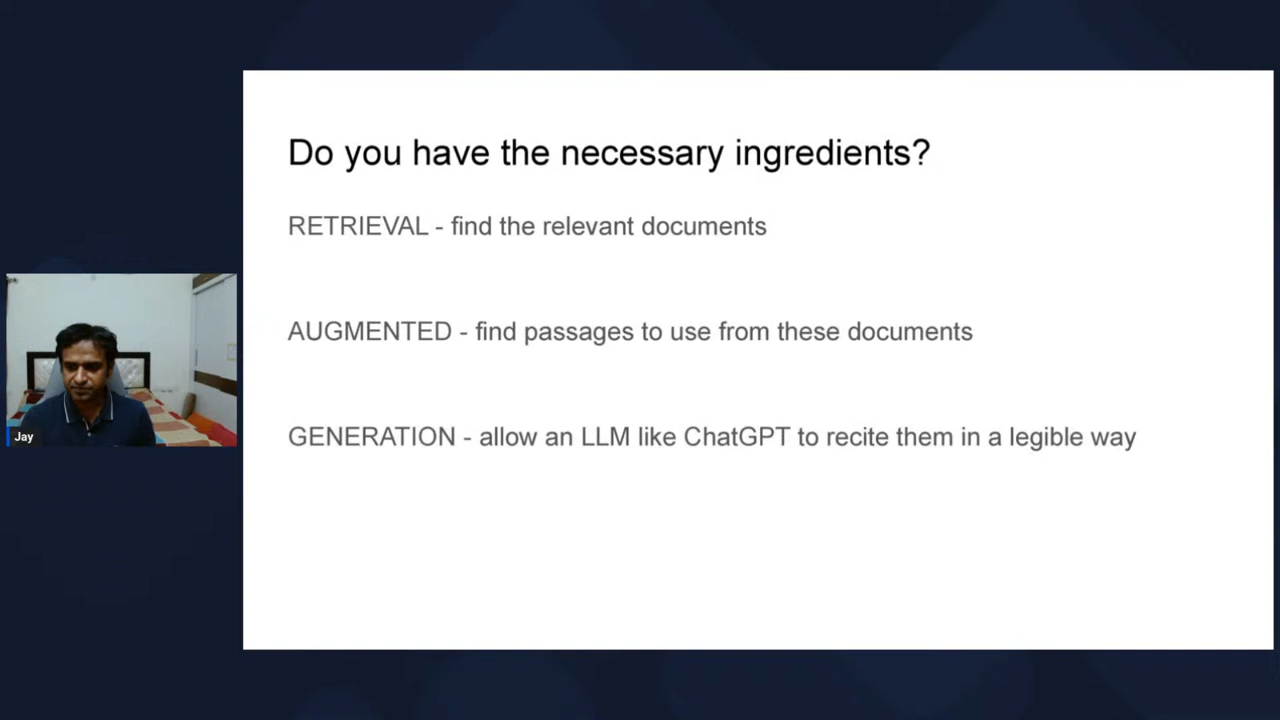 Do you have the necessary ingredients?
RETRIEVAL - find the relevant documents
AUGMENTED - find passages to use from these documents
GENERATION - allow an LLM like ChatGPT to recite them in a legible way
Jay